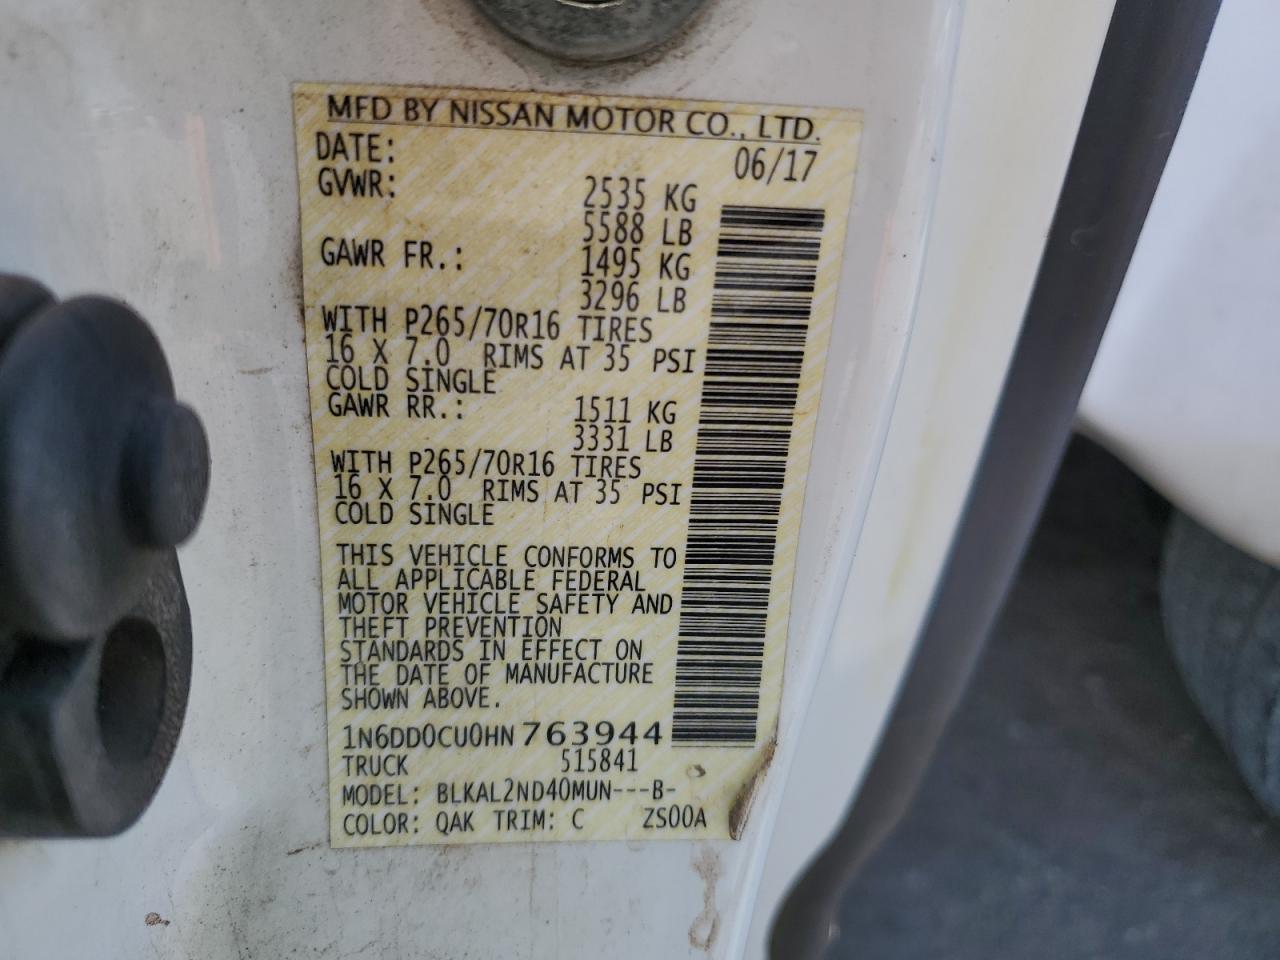 MFD BY NISSAN MOTOR CO., LTD.
DATE: 06/17
GVWR: 2535 KG
5588 LB
GAWR FR.: 1495 KG
3296 LB
WITH P265/70R16 TIRES
16 X 7.0 RIMS AT 35 PSI
COLD SINGLE
GAWR RR.: 1511 KG
3331 LB
WITH P265/70R16 TIRES
16 X 7.0 RIMS AT 35 PSI
COLD SINGLE
THIS VEHICLE CONFORMS TO
ALL APPLICABLE FEDERAL
MOTOR VEHICLE SAFETY AND
THEFT PREVENTION
STANDARDS IN EFFECT ON
THE DATE OF MANUFACTURE
SHOWN ABOVE.
1N6DD0CU0HN763944
TRUCK 515841
MODEL: BLKAL2ND40MUN---B-
COLOR: QAK TRIM: C ZS00A